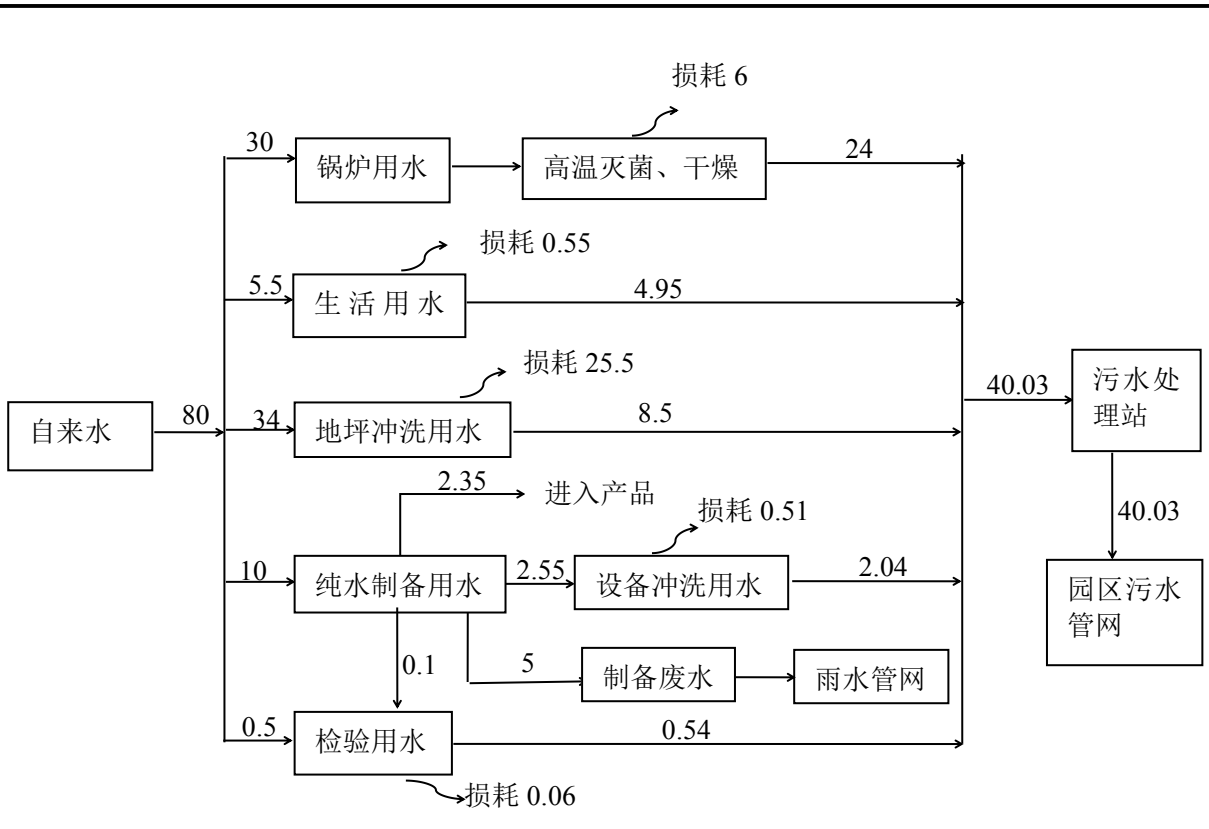 损耗 6
30
锅炉用水
高温灭菌、干燥
24
损耗 0.55
5.5
生活用水
4.95
损耗 25.5
自来水
80
34
地坪冲洗用水
8.5
40.03
污水处
理站
2.35
进入产品
损耗 0.51
10
纯水制备用水
2.55
设备冲洗用水
2.04
40.03
园区污水
管网
0.1
5
制备废水
雨水管网
0.5
检验用水
0.54
损耗 0.06